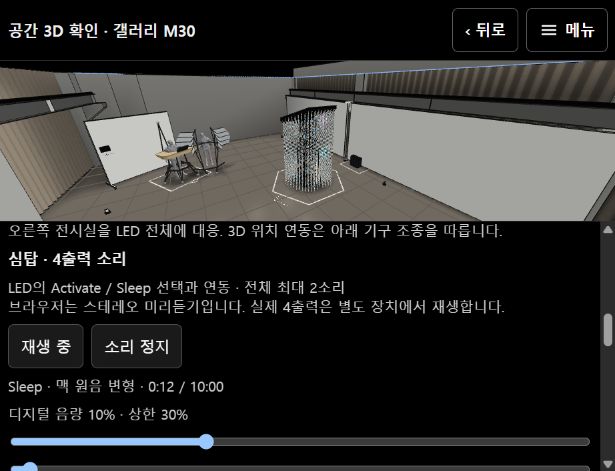 공간 3D 확인 · 갤러리 M30
‹ 뒤로
메뉴
오른쪽 전시실을 LED 전체에 대응. 3D 위치 연동은 아래 기구 조종을 따릅니다.
심탑 · 4출력 소리
LED의 Activate / Sleep 선택과 연동 · 전체 최대 2소리
브라우저는 스테레오 미리듣기입니다. 실제 4출력은 별도 장치에서 재생합니다.
재생 중
소리 정지
Sleep · 맥 원음 변형 · 0:12 / 10:00
디지털 음량 10% · 상한 30%